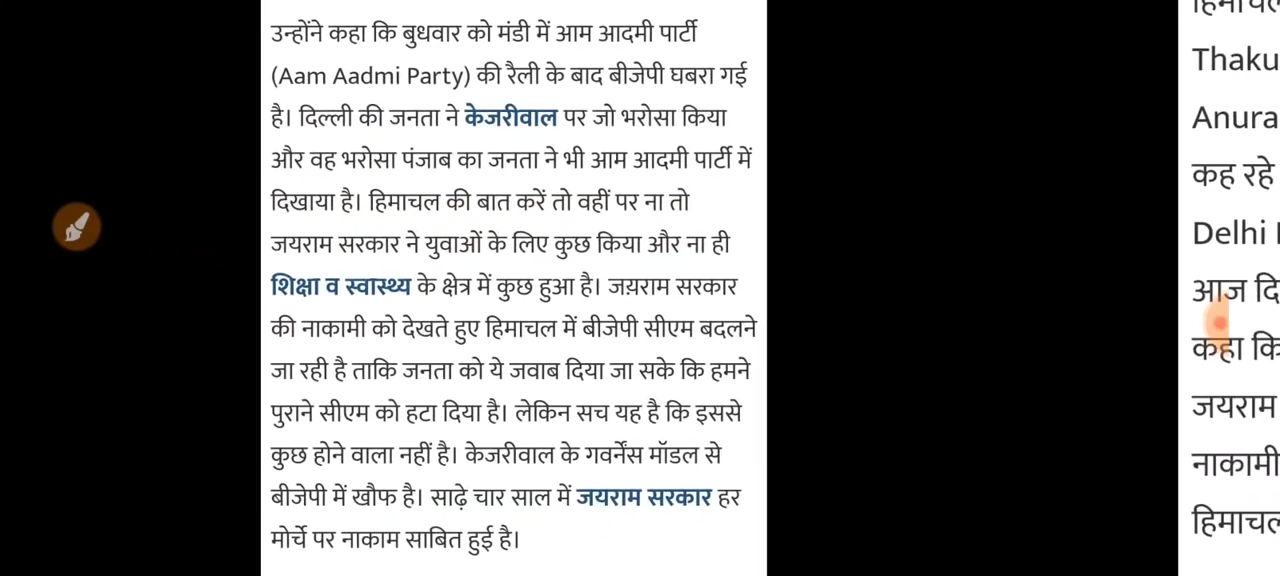 उन्होंने कहा कि बुधवार को मंडी में आम आदमी पार्टी
(Aam Aadmi Party) की रैली के बाद बीजेपी घबरा गई
है। दिल्ली की जनता ने केजरीवाल पर जो भरोसा किया
और वह भरोसा पंजाब का जनता ने भी आम आदमी पार्टी में
दिखाया है। हिमाचल की बात करें तो वहीं पर ना तो
जयराम सरकार ने युवाओं के लिए कुछ किया और ना ही
शिक्षा व स्वास्थ्य के क्षेत्र में कुछ हुआ है। जय़राम सरकार
की नाकामी को देखते हुए हिमाचल में बीजेपी सीएम बदलने
जा रही है ताकि जनता को ये जवाब दिया जा सके कि हमने
पुराने सीएम को हटा दिया है। लेकिन सच यह है कि इससे
कुछ होने वाला नहीं है। केजरीवाल के गवर्नेंस मॉडल से
बीजेपी में खौफ है। साढ़े चार साल में जयराम सरकार हर
मोर्चे पर नाकाम साबित हुई है।
Thaku
Anura
कह रहे
Delhi
आज दि
कहा कि
जयराम
नाकामी